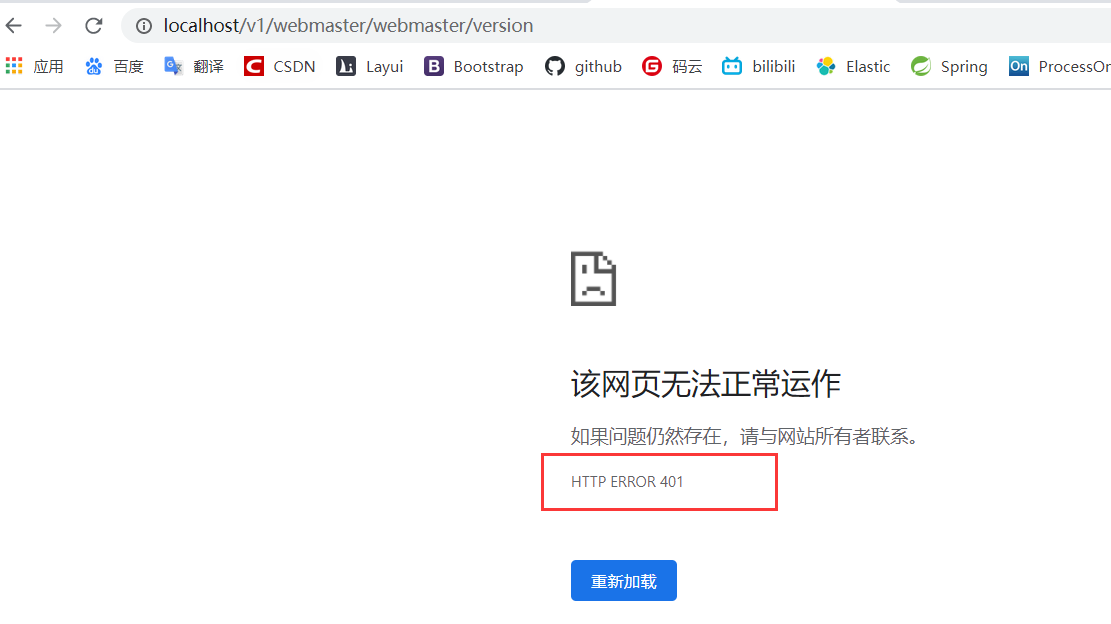 localhost/v1/webmaster/webmaster/version
应用 百度 翻译 CSDN Layui Bootstrap github 码云 bilibili Elastic Spring ProcessOn
该网页无法正常运作
如果问题仍然存在，请与网站所有者联系。
HTTP ERROR 401
重新加载